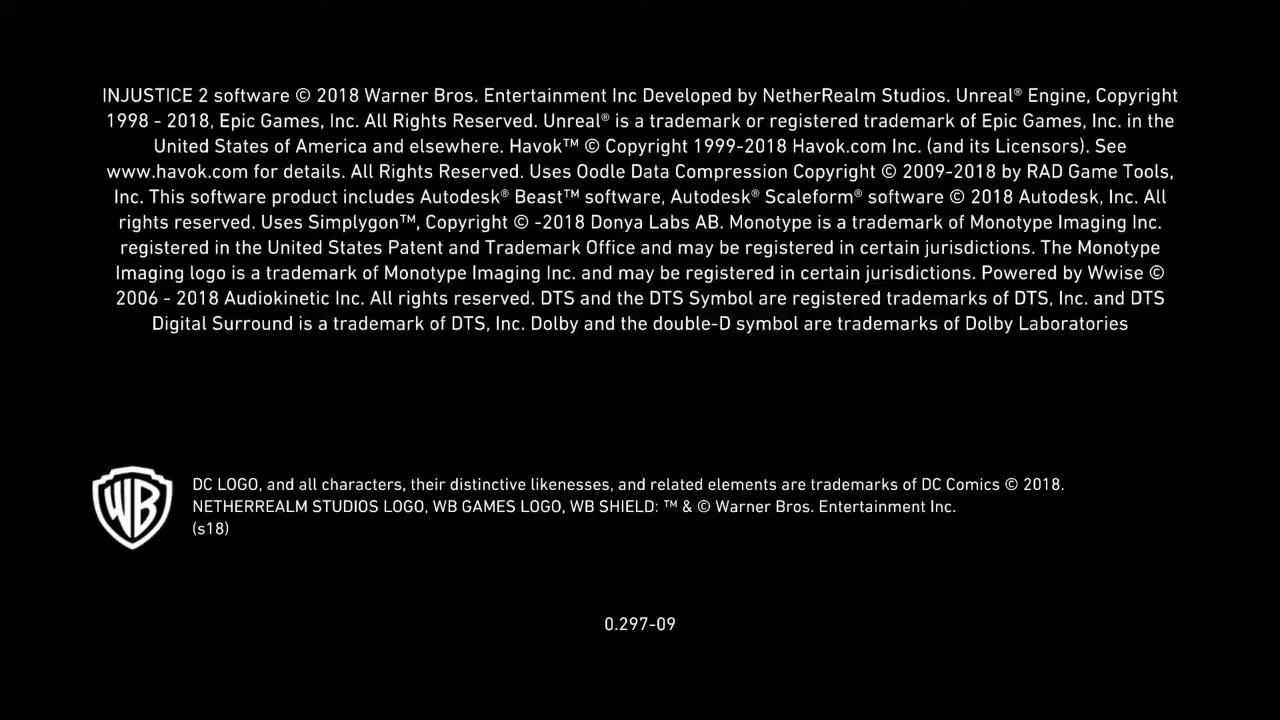 INJUSTICE 2 software © 2018 Warner Bros. Entertainment Inc Developed by NetherRealm Studios. Unreal® Engine, Copyright
1998 - 2018, Epic Games, Inc. All Rights Reserved. Unreal® is a trademark or registered trademark of Epic Games, Inc. in the
United States of America and elsewhere. Havok™ © Copyright 1999-2018 Havok.com Inc. (and its Licensors). See
www.havok.com for details. All Rights Reserved. Uses Oodle Data Compression Copyright © 2009-2018 by RAD Game Tools,
Inc. This software product includes Autodesk® Beast™ software, Autodesk® Scaleform® software © 2018 Autodesk, Inc. All
rights reserved. Uses Simplygon™, Copyright © -2018 Donya Labs AB. Monotype is a trademark of Monotype Imaging Inc.
registered in the United States Patent and Trademark Office and may be registered in certain jurisdictions. The Monotype
Imaging logo is a trademark of Monotype Imaging Inc. and may be registered in certain jurisdictions. Powered by Wwise ©
2006 - 2018 Audiokinetic Inc. All rights reserved. DTS and the DTS Symbol are registered trademarks of DTS, Inc. and DTS
Digital Surround is a trademark of DTS, Inc. Dolby and the double-D symbol are trademarks of Dolby Laboratories
WB
DC LOGO, and all characters, their distinctive likenesses, and related elements are trademarks of DC Comics © 2018.
NETHERREALM STUDIOS LOGO, WB GAMES LOGO, WB SHIELD: ™ & © Warner Bros. Entertainment Inc.
(s18)
0.297-09